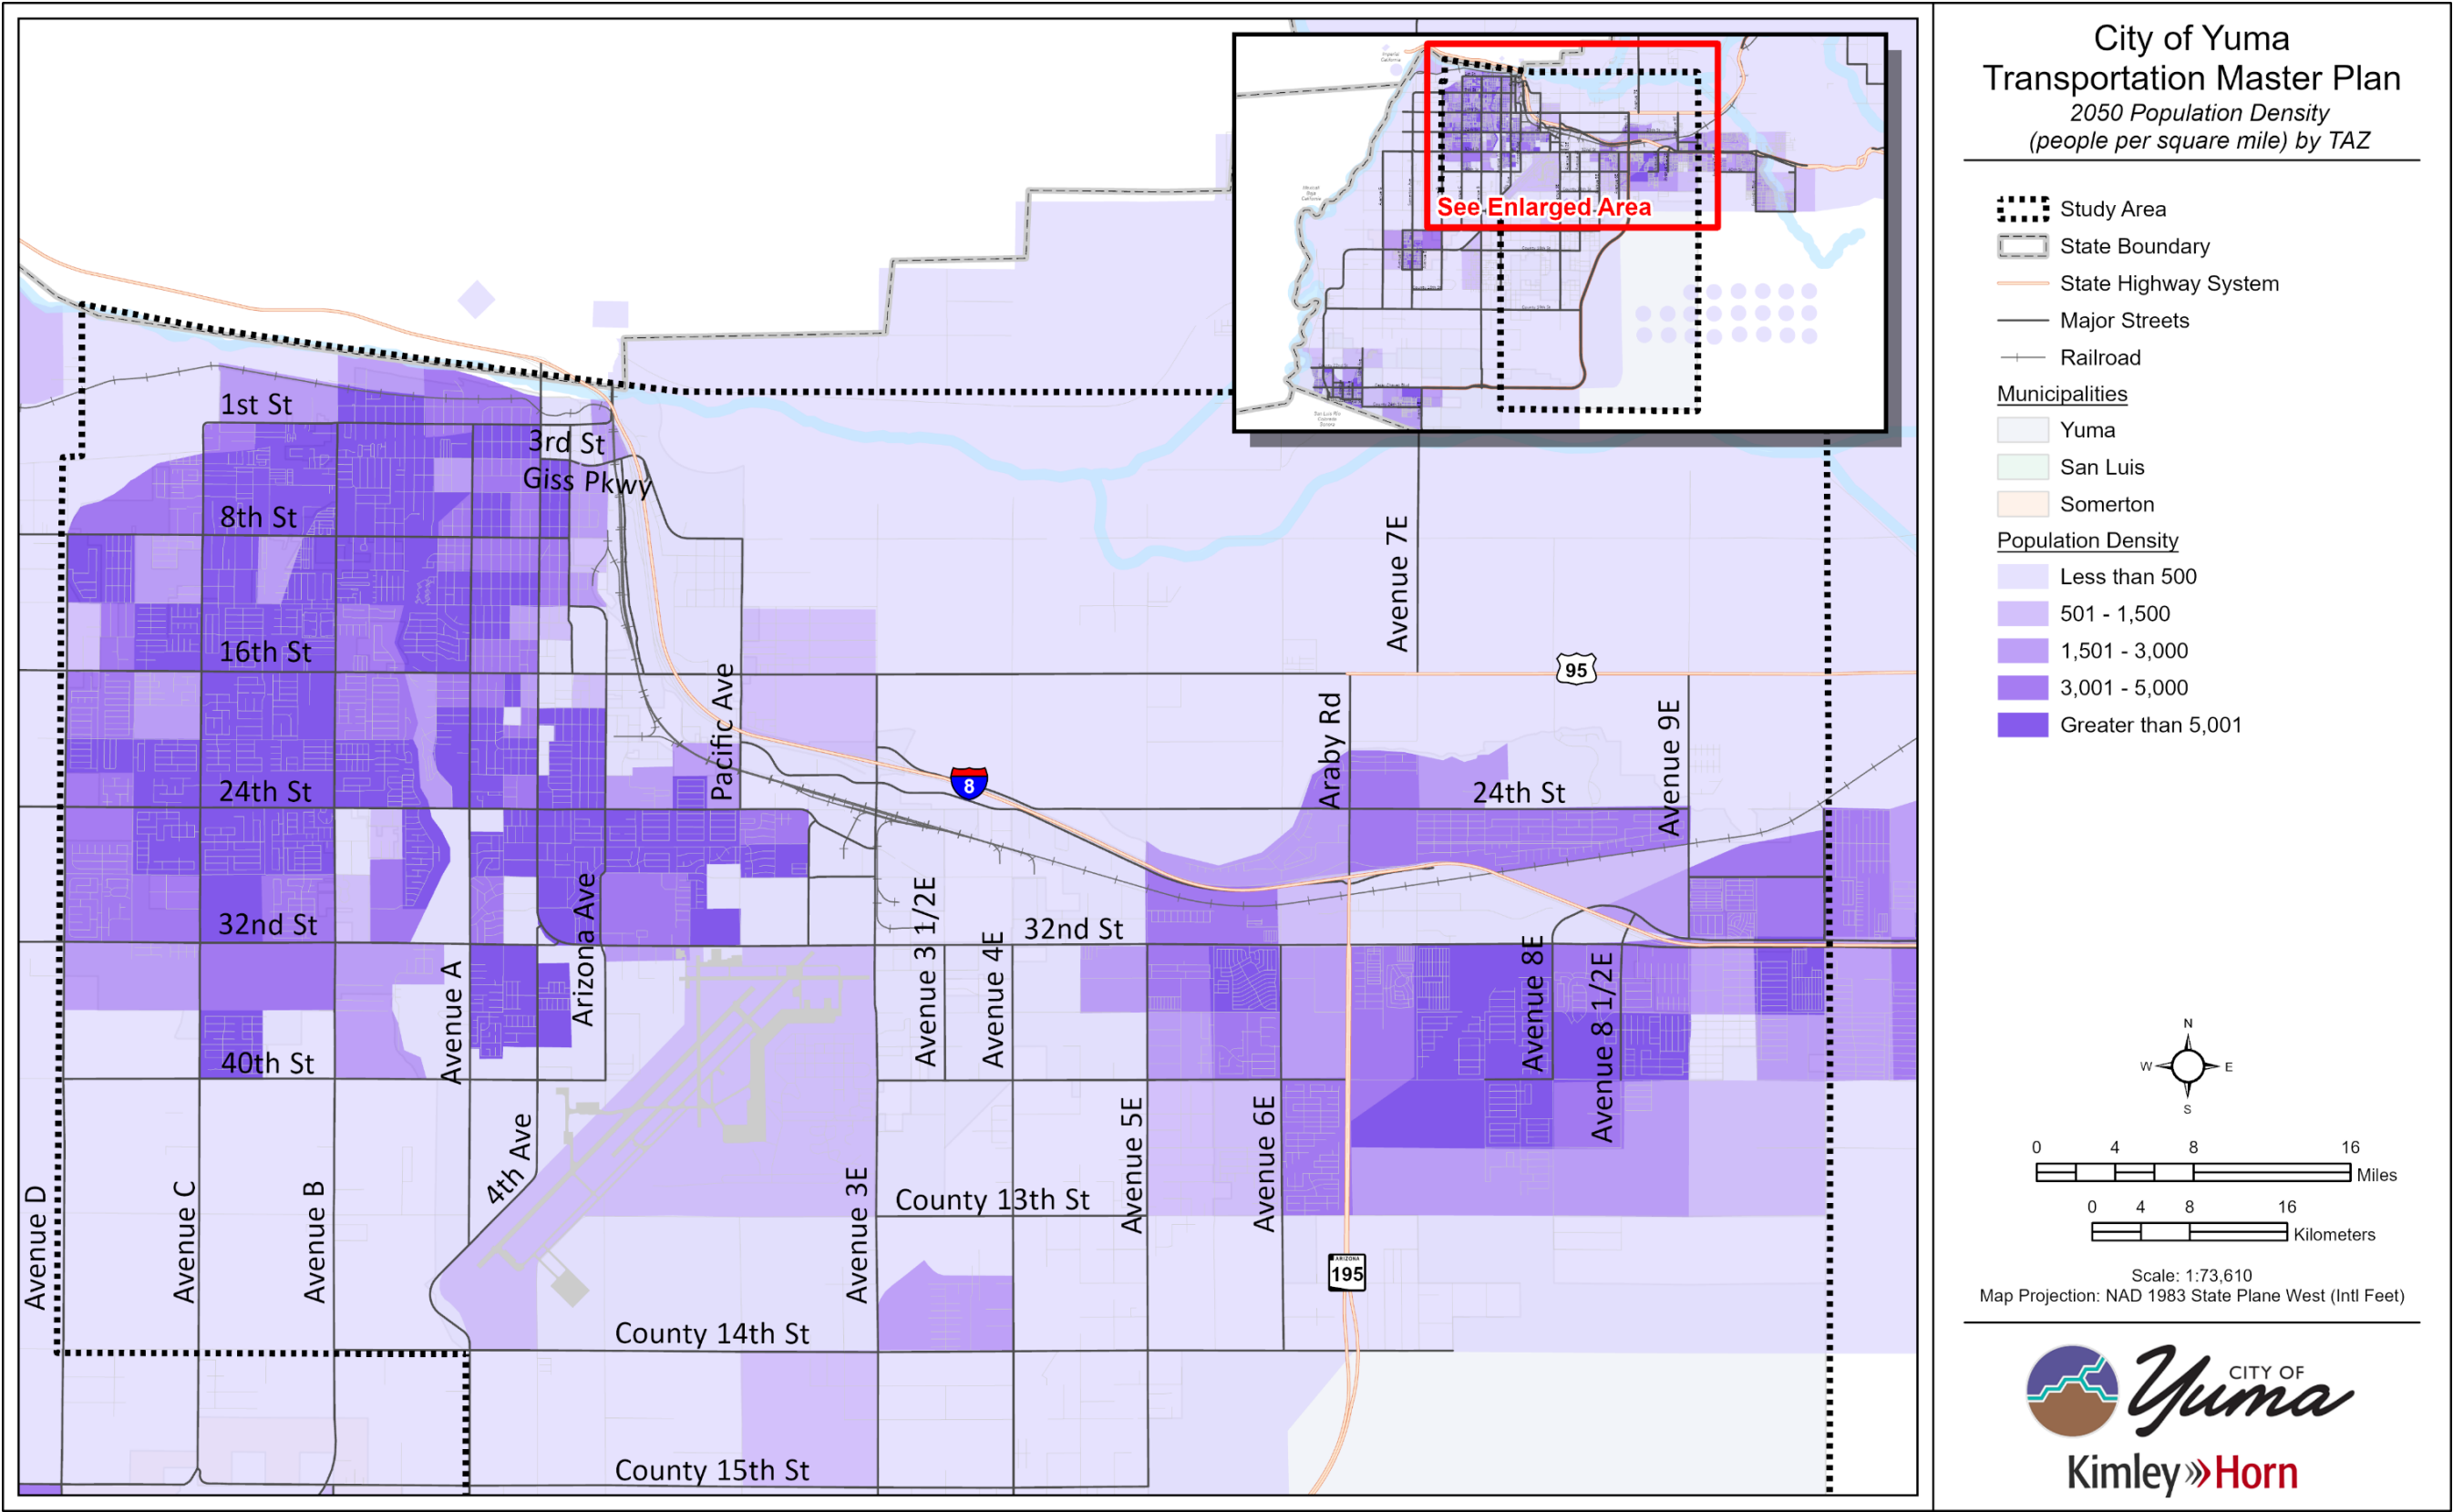 City of Yuma
Transportation Master Plan
2050 Population Density
(people per square mile) by TAZ
Study Area
State Boundary
State Highway System
Major Streets
Railroad
Municipalities
Yuma
San Luis
Somerton
Population Density
Less than 500
501 - 1,500
1,501 - 3,000
3,001 - 5,000
Greater than 5,001
N
W E
S
0 4 8 16
Miles
0 4 8 16
Kilometers
Scale: 1:73,610
Map Projection: NAD 1983 State Plane West (Intl Feet)
CITY OF
Yuma
Kimley Horn
See Enlarged Area
1st St
3rd St
Giss Pkwy
8th St
16th St
24th St
32nd St
40th St
Pacific Ave
Arizona Ave
Avenue A
4th Ave
Avenue D
Avenue C
Avenue B
Avenue 3E
Avenue 3 1/2E
Avenue 4E
32nd St
Avenue 5E
Avenue 6E
Avenue 7E
Araby Rd
24th St
Avenue 9E
Avenue 8E
Avenue 8 1/2E
95
8
ARIZONA
195
County 13th St
County 14th St
County 15th St